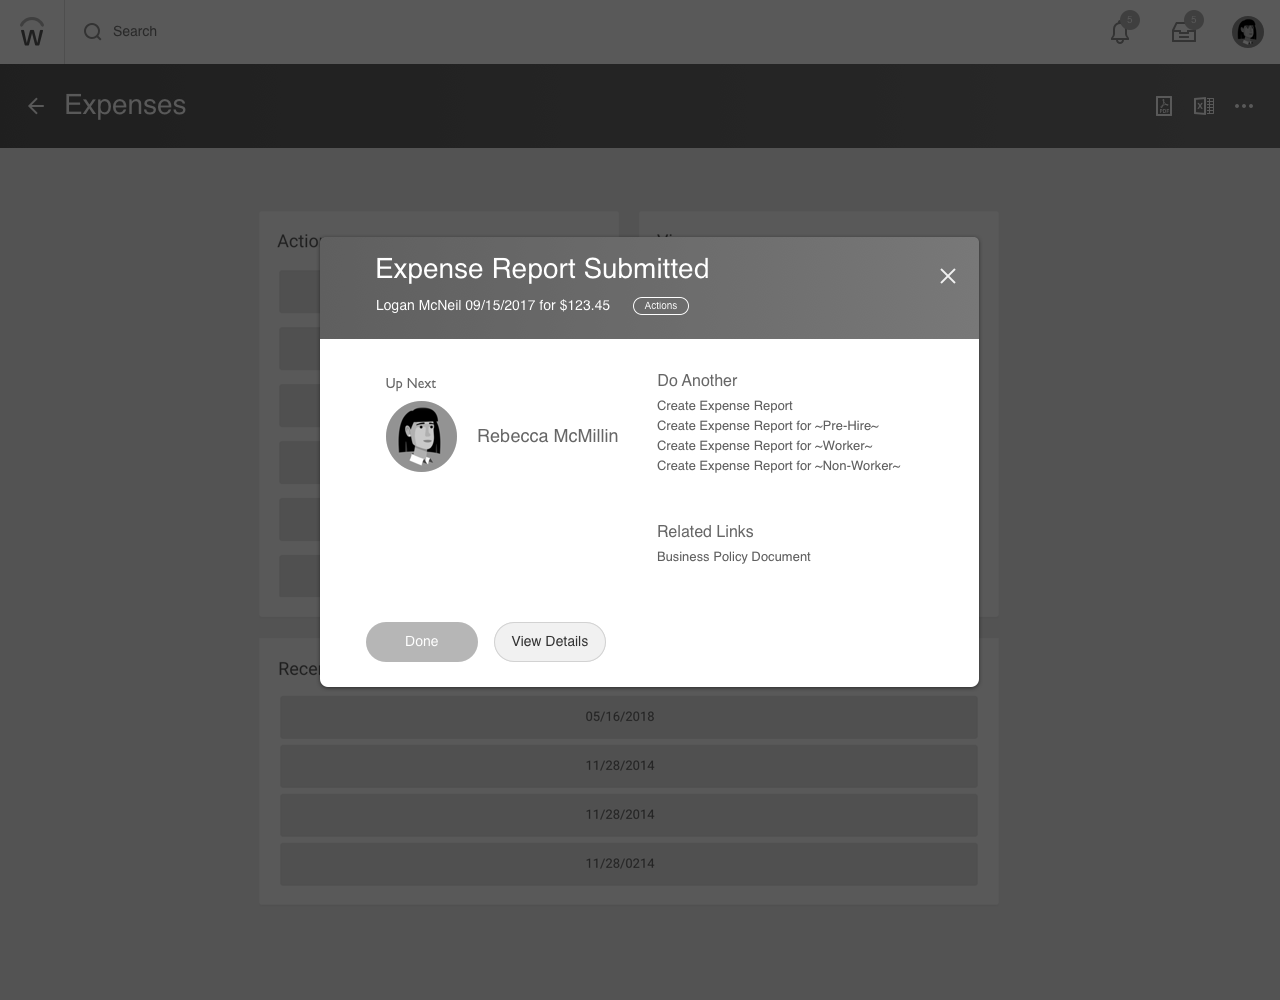 w
Search
5
5
Expenses
PDF
X
Actio
Expense Report Submitted
Logan McNeil 09/15/2017 for $123.45
Actions
Up Next
Rebecca McMillin
Do Another
Create Expense Report
Create Expense Report for ~Pre-Hire~
Create Expense Report for ~Worker~
Create Expense Report for ~Non-Worker~
Related Links
Business Policy Document
Done
View Details
Rece
05/16/2018
11/28/2014
11/28/2014
11/28/0214